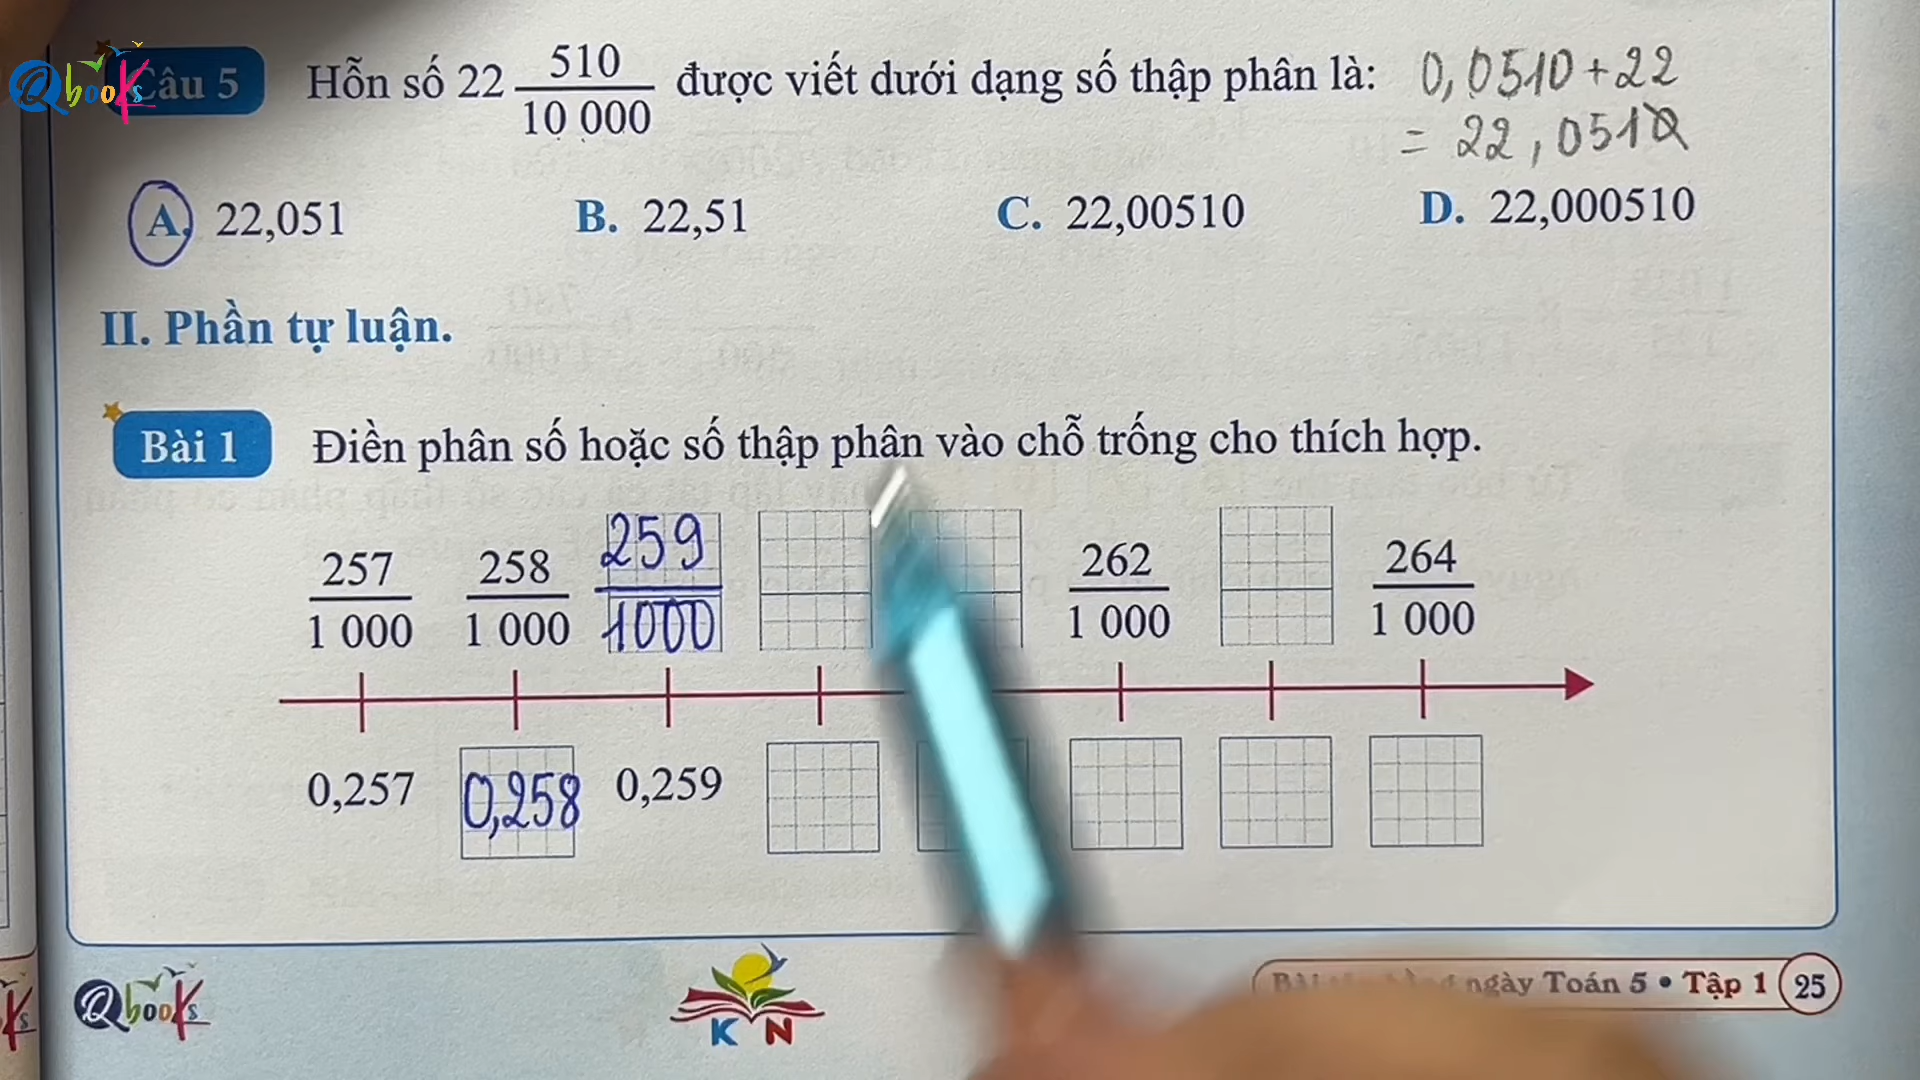 Qbooks
Câu 5 Hỗn số 22 510/10 000 được viết dưới dạng số thập phân là: 0,0510 + 22
= 22,0510
A. 22,051 B. 22,51 C. 22,00510 D. 22,000510
II. Phần tự luận.
Bài 1 Điền phân số hoặc số thập phân vào chỗ trống cho thích hợp.
257/1 000 258/1 000 259/1000 262/1 000 264/1 000
0,257 0,258 0,259
Qbooks
K N
ngày Toán 5 • Tập 1 25